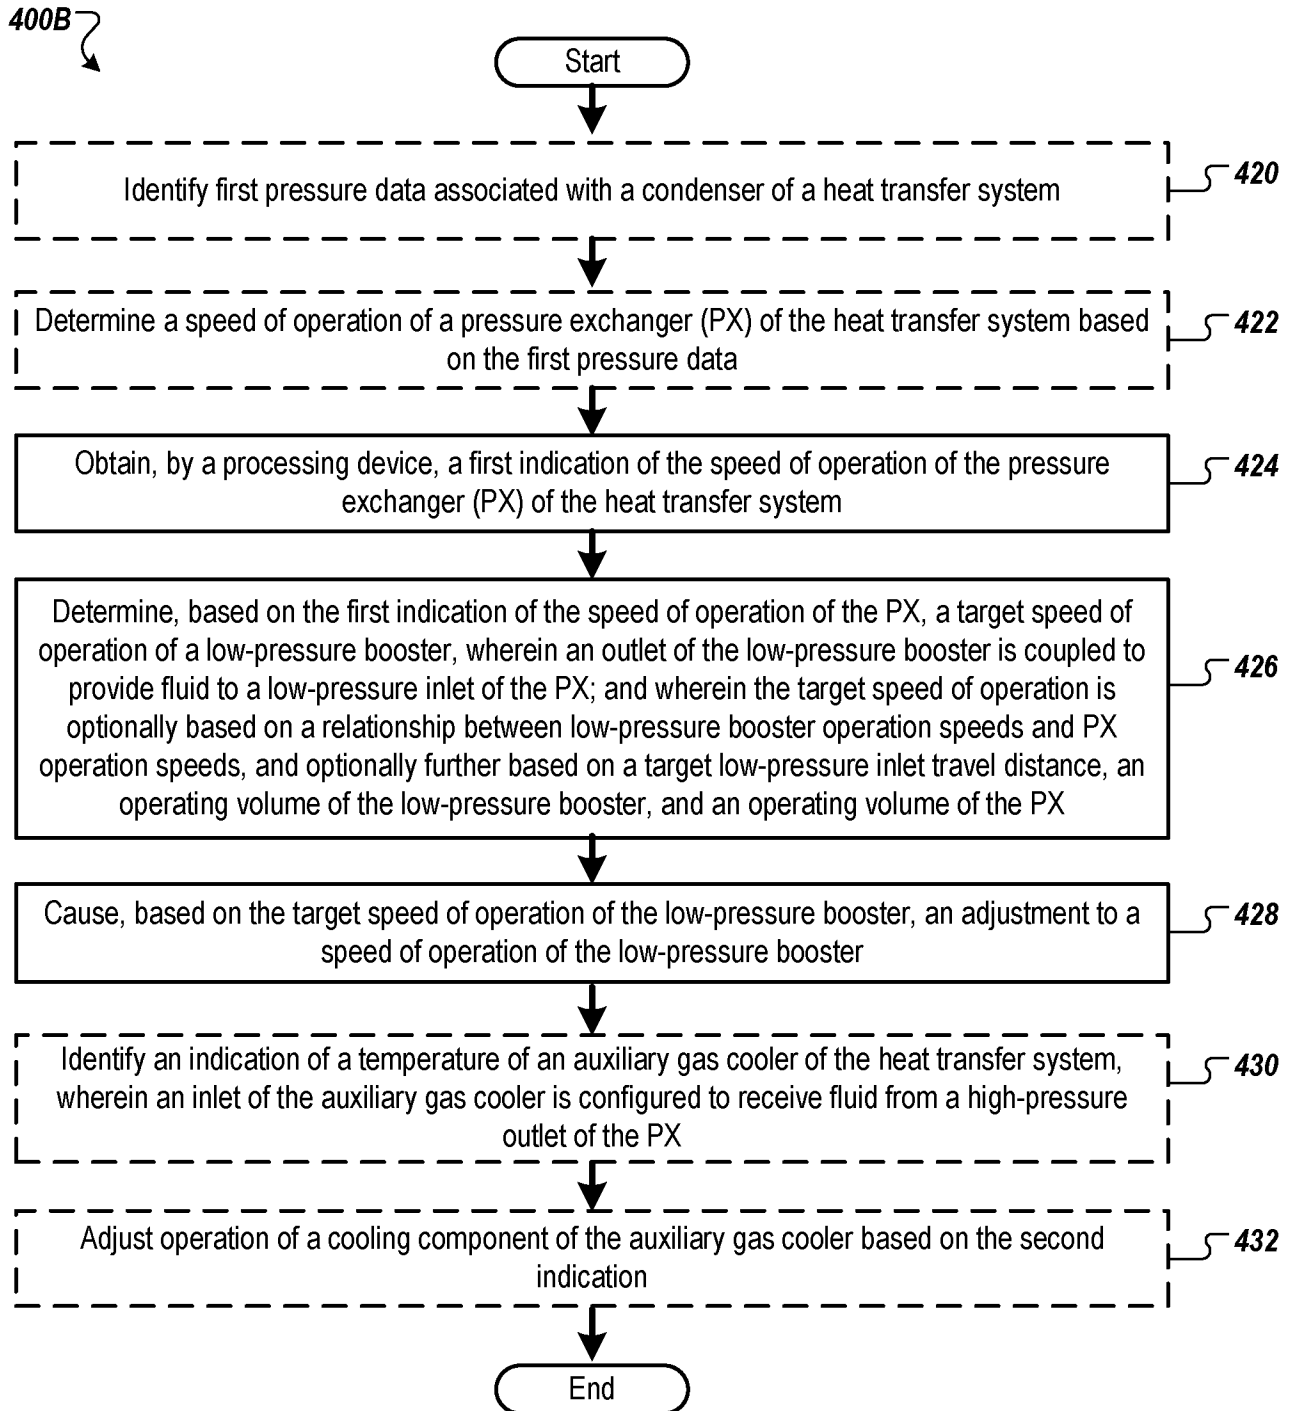 400B
Start
Identify first pressure data associated with a condenser of a heat transfer system
420
Determine a speed of operation of a pressure exchanger (PX) of the heat transfer system based
on the first pressure data
422
Obtain, by a processing device, a first indication of the speed of operation of the pressure
exchanger (PX) of the heat transfer system
424
Determine, based on the first indication of the speed of operation of the PX, a target speed of
operation of a low-pressure booster, wherein an outlet of the low-pressure booster is coupled to
provide fluid to a low-pressure inlet of the PX; and wherein the target speed of operation is
optionally based on a relationship between low-pressure booster operation speeds and PX
operation speeds, and optionally further based on a target low-pressure inlet travel distance, an
operating volume of the low-pressure booster, and an operating volume of the PX
426
Cause, based on the target speed of operation of the low-pressure booster, an adjustment to a
speed of operation of the low-pressure booster
428
Identify an indication of a temperature of an auxiliary gas cooler of the heat transfer system,
wherein an inlet of the auxiliary gas cooler is configured to receive fluid from a high-pressure
outlet of the PX
430
Adjust operation of a cooling component of the auxiliary gas cooler based on the second
indication
432
End